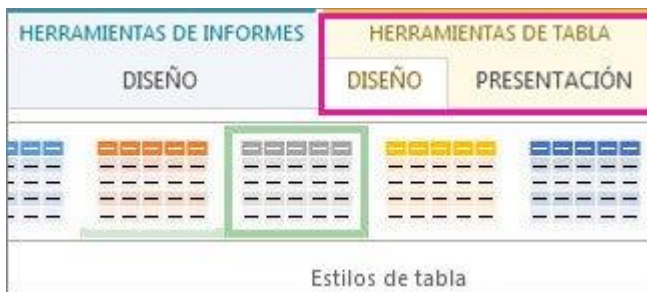 HERRAMIENTAS DE INFORMES HERRAMIENTAS DE TABLA
DISEÑO DISEÑO PRESENTACIÓN
Estilos de tabla